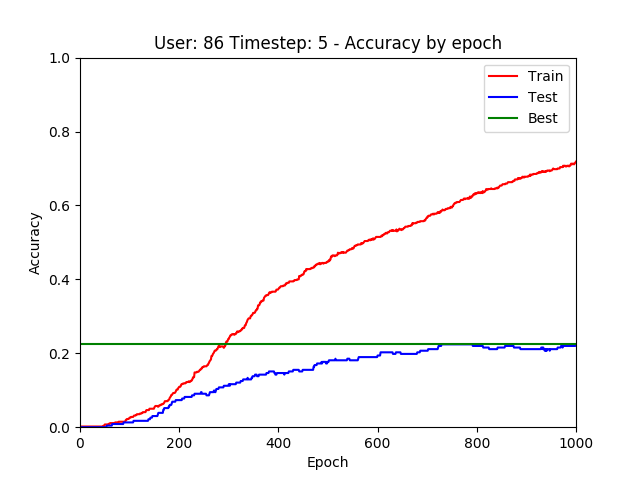 User: 86 Timestep: 5 - Accuracy by epoch
Accuracy
1.0
0.8
0.6
0.4
0.2
0.0
Train
Test
Best
0 200 400 600 800 1000
Epoch